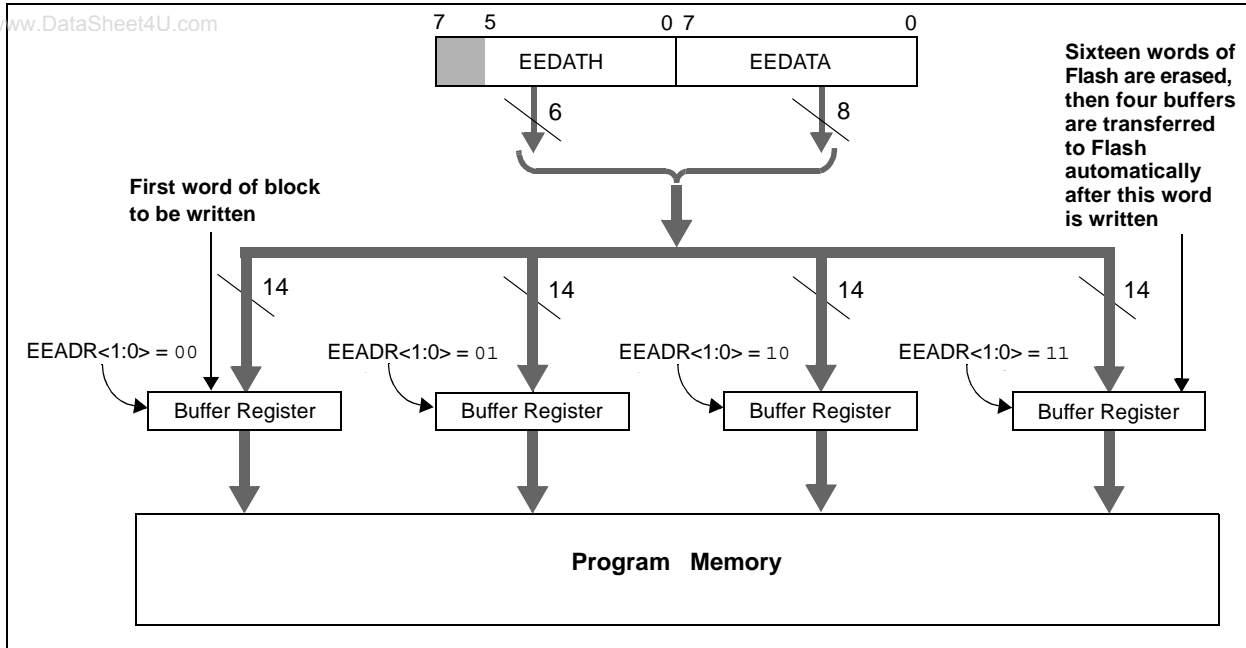 www.DataSheet4U.com
7 5 0 7 0
EEDATH EEDATA
6 8
Sixteen words of
Flash are erased,
then four buffers
are transferred
to Flash
automatically
after this word
is written
First word of block
to be written
14 14 14 14
EEADR<1:0> = 00 EEADR<1:0> = 01 EEADR<1:0> = 10 EEADR<1:0> = 11
Buffer Register Buffer Register Buffer Register Buffer Register
Program Memory